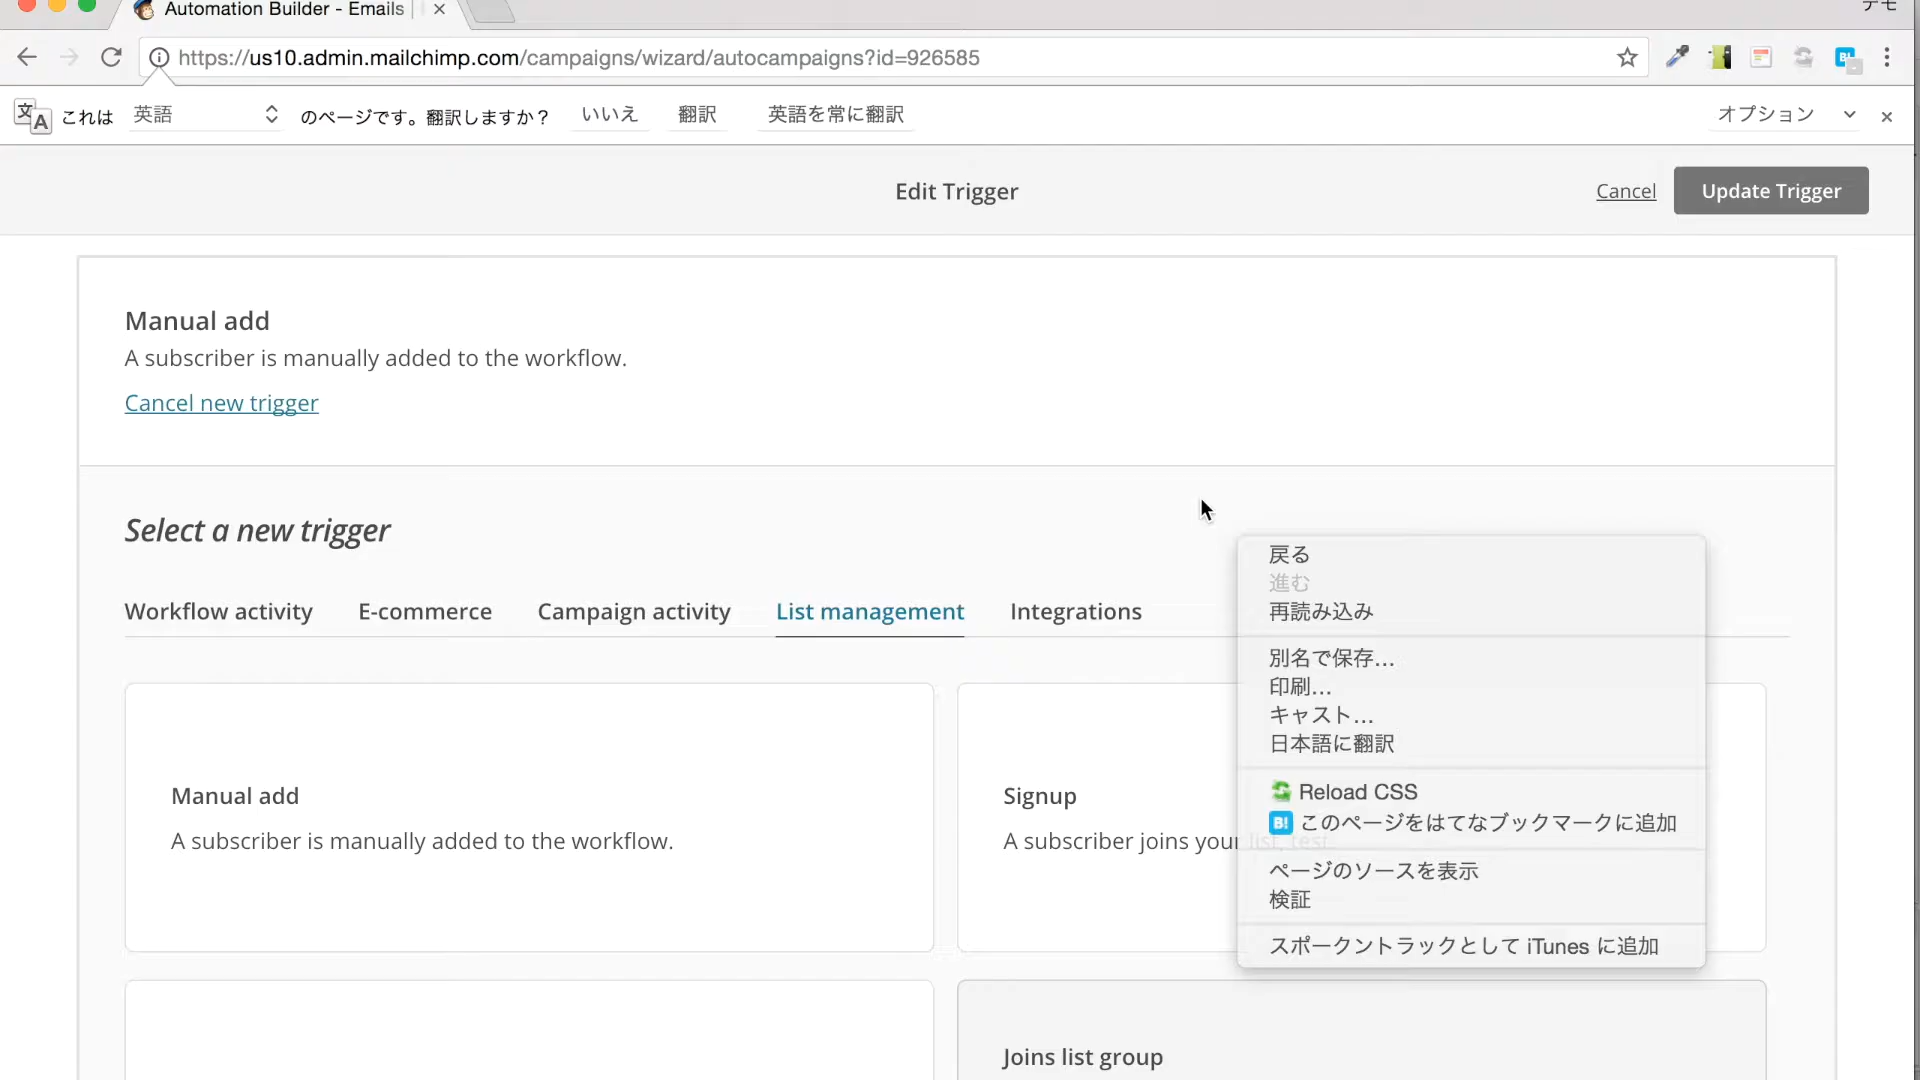 Automation Builder - Emails
デモ
https://us10.admin.mailchimp.com/campaigns/wizard/autocampaigns?id=926585
これは 英語 のページです。翻訳しますか？ いいえ 翻訳 英語を常に翻訳 オプション
Edit Trigger
Cancel
Update Trigger
Manual add
A subscriber is manually added to the workflow.
Cancel new trigger
Select a new trigger
Workflow activity E-commerce Campaign activity List management Integrations
Manual add
A subscriber is manually added to the workflow.
Signup
A subscriber joins your list, test.
Joins list group
戻る
進む
再読み込み
別名で保存...
印刷...
キャスト...
日本語に翻訳
Reload CSS
B! このページをはてなブックマークに追加
ページのソースを表示
検証
スポークントラックとして iTunes に追加